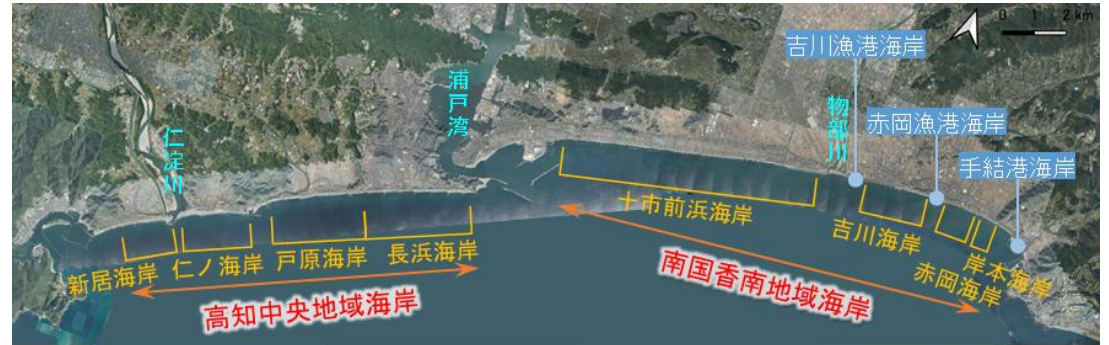 0 1 2 km
吉川漁港海岸
浦戸湾
物部川
赤岡漁港海岸
仁淀川
手結港海岸
十市前浜海岸
吉川海岸
岸本海岸
赤岡海岸
新居海岸
仁ノ海岸
戸原海岸
長浜海岸
南国香南地域海岸
高知中央地域海岸